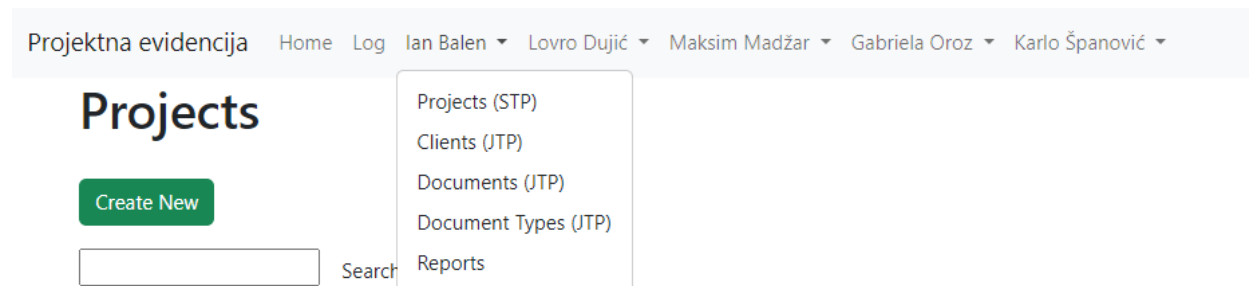 Projektna evidencija Home Log Ian Balen Lovro Dujić Maksim Madžar Gabriela Oroz Karlo Španović
Projects
Projects (STP)
Clients (JTP)
Documents (JTP)
Document Types (JTP)
Reports
Create New
Search